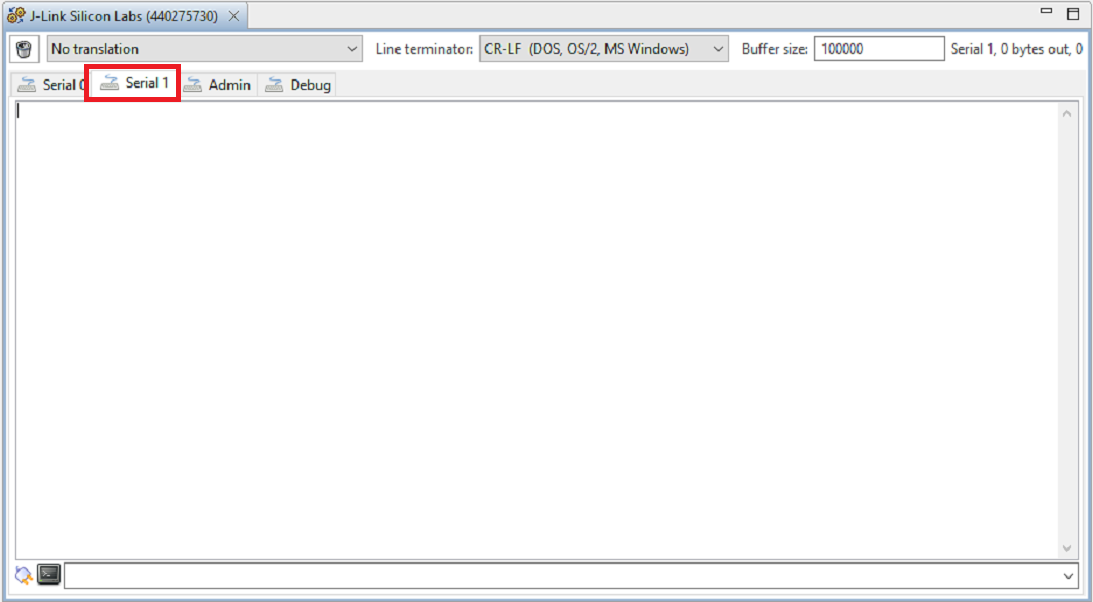 J-Link Silicon Labs (440275730)
No translation Line terminator: CR-LF (DOS, OS/2, MS Windows) Buffer size: 100000 Serial 1, 0 bytes out, 0
Serial 0 Serial 1 Admin Debug